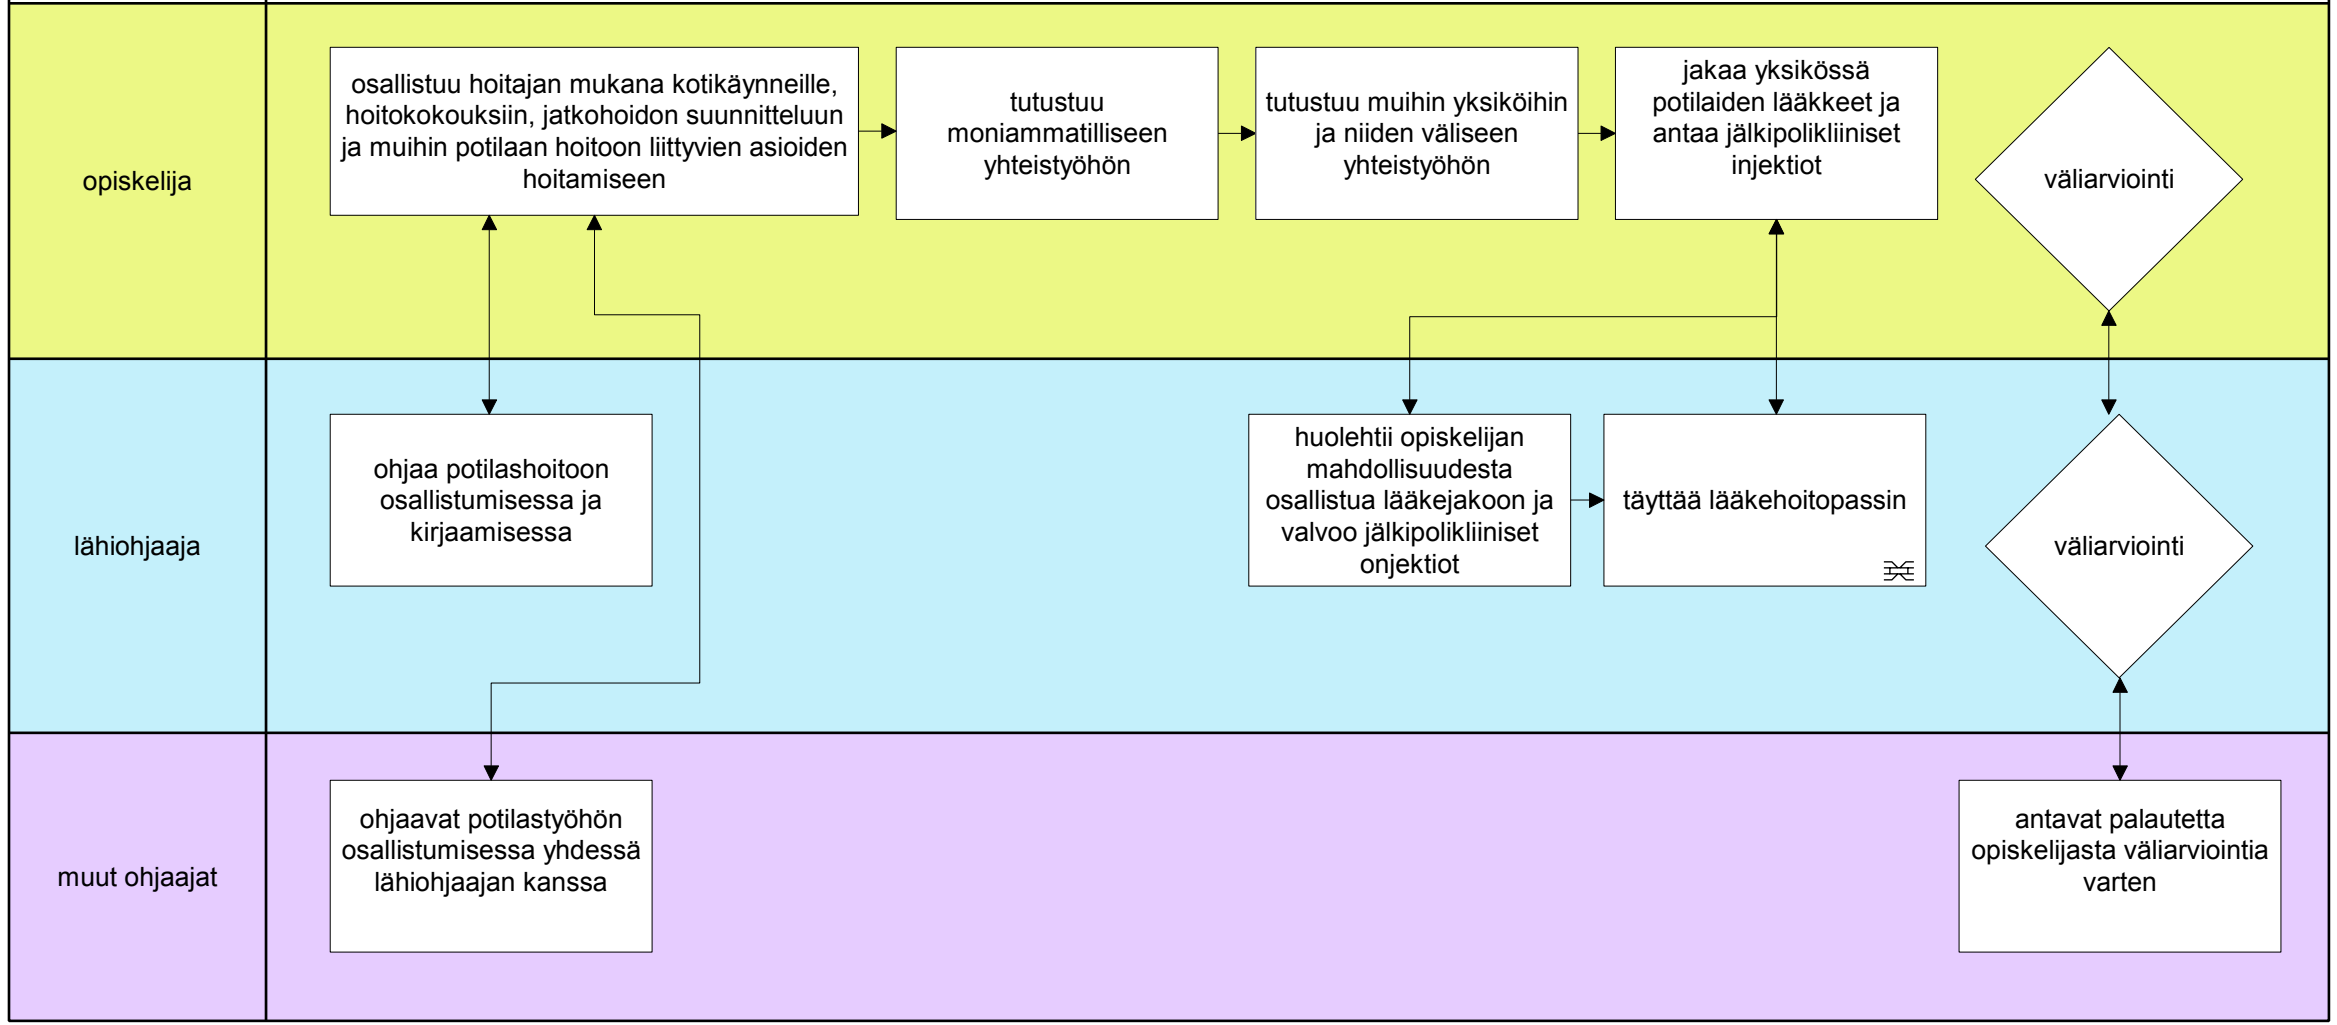 opiskelija
osallistuu hoitajan mukana kotikäynneille,
hoitokokouksiin, jatkohoidon suunnitteluun
ja muihin potilaan hoitoon liittyvien asioiden
hoitamiseen
tutustuu
moniammatilliseen
yhteistyöhön
tutustuu muihin yksiköihin
ja niiden väliseen
yhteistyöhön
jakaa yksikössä
potilaiden lääkkeet ja
antaa jälkipolikliiniset
injektiot
väliarviointi
lähiohjaaja
ohjaa potilashoitoon
osallistumisessa ja
kirjaamisessa
huolehtii opiskelijan
mahdollisuudesta
osallistua lääkejakoon ja
valvoo jälkipolikliiniset
onjektiot
täyttää lääkehoitopassin
väliarviointi
muut ohjaajat
ohjaavat potilastyöhön
osallistumisessa yhdessä
lähiohjaajan kanssa
antavat palautetta
opiskelijasta väliarviointia
varten